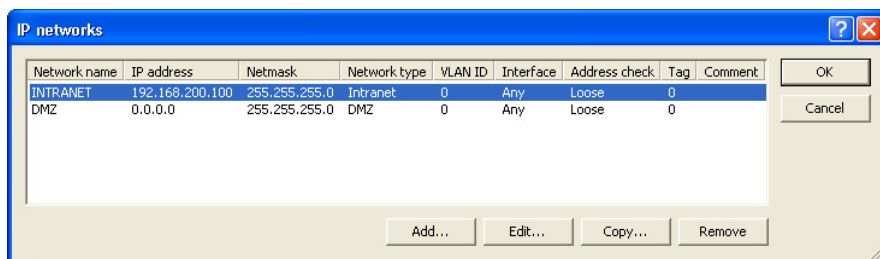 IP networks
Network name IP address Netmask Network type VLAN ID Interface Address check Tag Comment
INTRANET 192.168.200.100 255.255.255.0 Intranet 0 Any Loose 0
DMZ 0.0.0.0 255.255.255.0 DMZ 0 Any Loose 0
OK
Cancel
Add... Edit... Copy... Remove